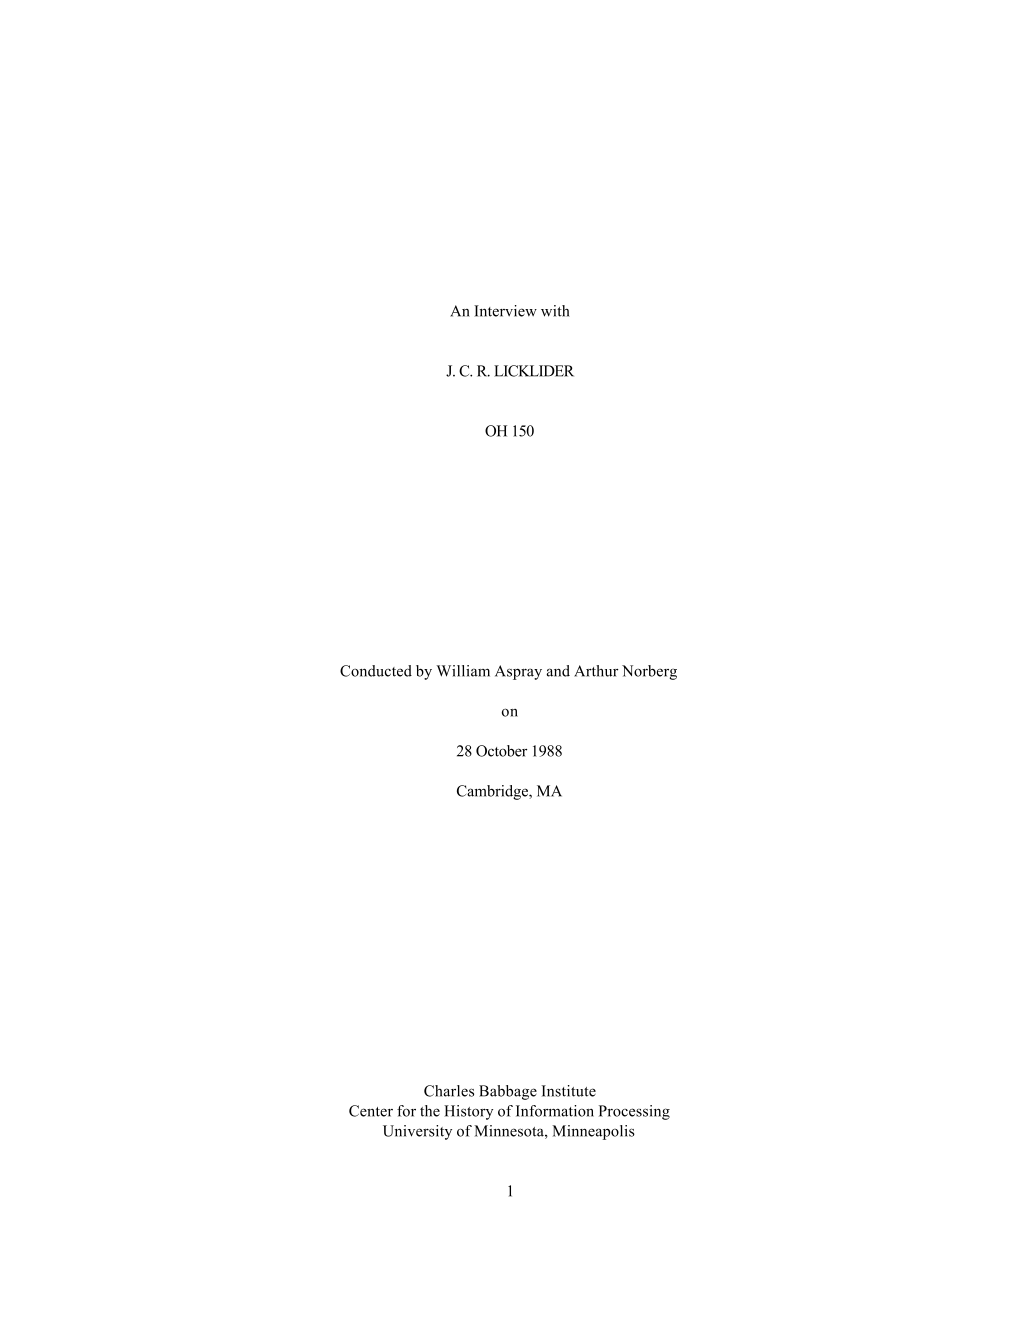 An Interview with
J. C. R. LICKLIDER
OH 150
Conducted by William Aspray and Arthur Norberg
on
28 October 1988
Cambridge, MA
Charles Babbage Institute
Center for the History of Information Processing
University of Minnesota, Minneapolis
1